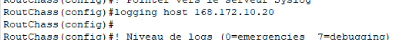 RoutChass(config)#! Pointer vers le serveur Syslog
RoutChass(config)#logging host 168.172.10.20
RoutChass(config)#
RoutChass(config)#! Niveau de logs (0=emergencies 7=debugging)